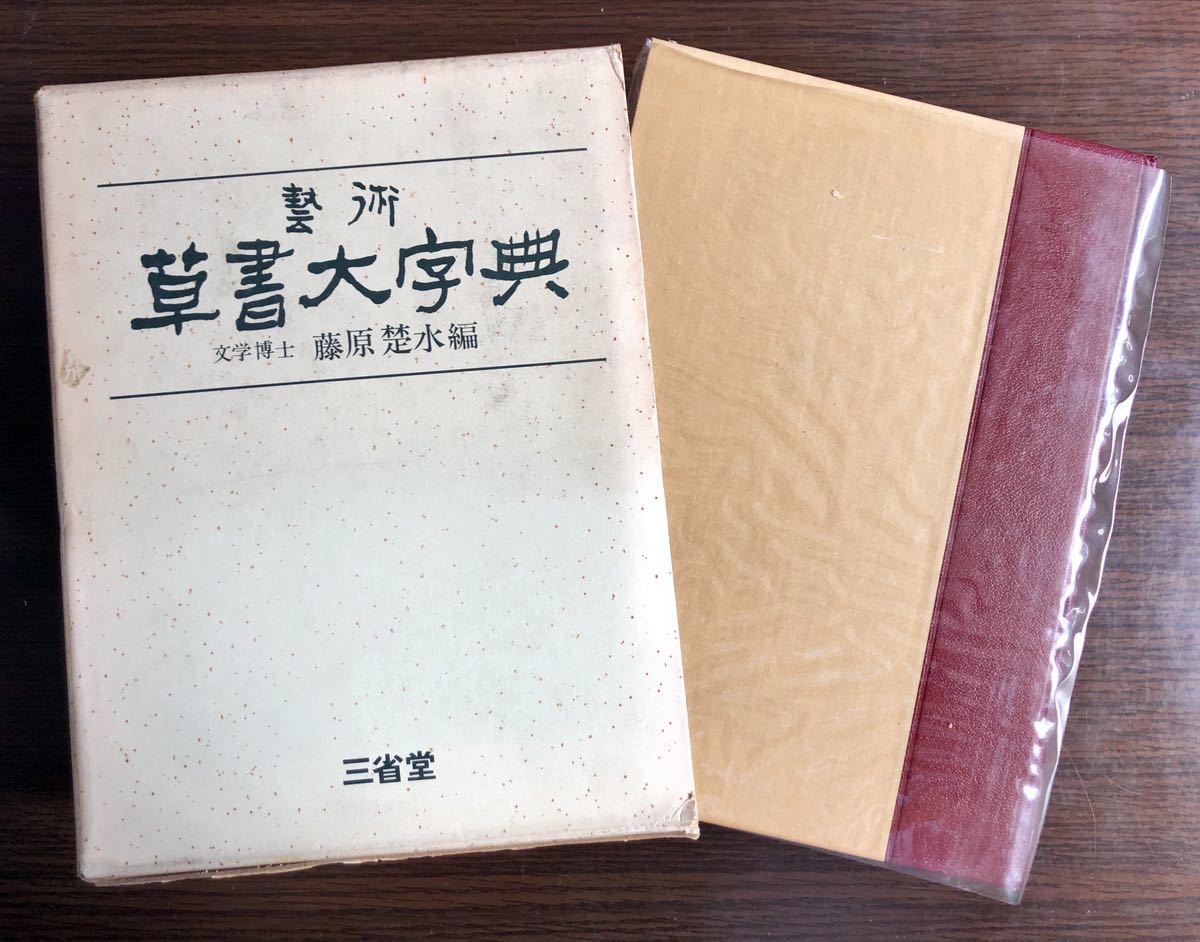 藝術
草書大字典
文学博士 藤原楚水編
三省堂